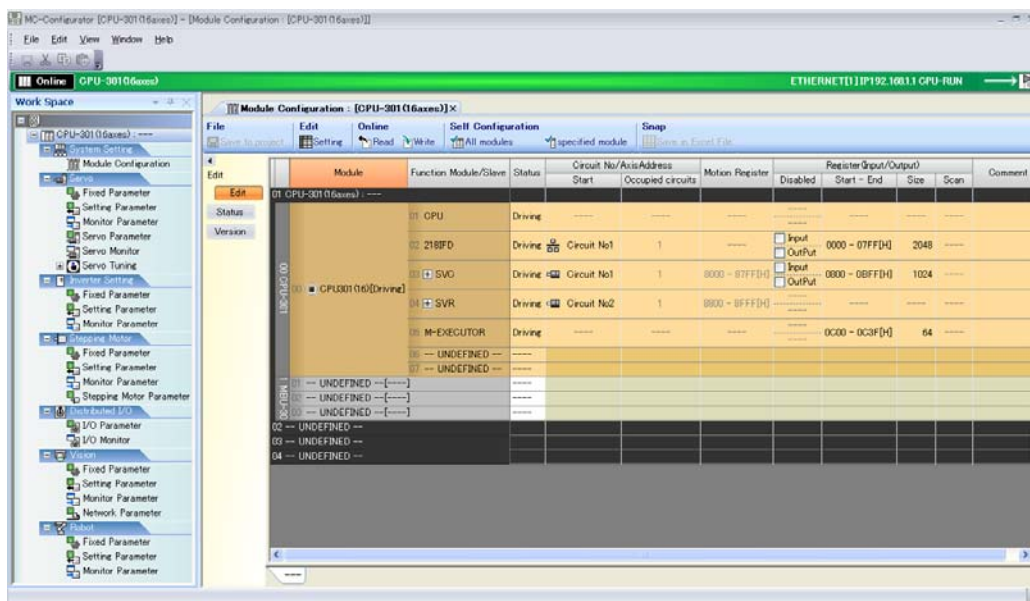 MC-Configurator [CPU-301(16axes)] - [Module Configuration : [CPU-301(16axes)]]
File Edit View Window Help
Online CPU-301(16axes) ETHERNET[1] IP192.168.1.1 CPU-RUN
Work Space
Module Configuration : [CPU-301(16axes)]
File Edit Online Self Configuration Snap
Save to project Setting Read Write All modules specified module Save in Excel File
CPU-301(16axes) : ----
System Setting
Module Configuration
Servo
Fixed Parameter
Setting Parameter
Monitor Parameter
Servo Parameter
Servo Monitor
Servo Tuning
Inverter Setting
Fixed Parameter
Setting Parameter
Monitor Parameter
Stepping Motor
Fixed Parameter
Setting Parameter
Monitor Parameter
Stepping Motor Parameter
Distributed I/O
I/O Parameter
I/O Monitor
Vision
Fixed Parameter
Setting Parameter
Monitor Parameter
Network Parameter
Robot
Fixed Parameter
Setting Parameter
Monitor Parameter
Edit
Edit
Status
Version
Module Function Module/Slave Status Circuit No/AxisAddress Motion Register Register(Input/Output) Comment
Start Occupied circuits Disabled Start - End Size Scan
01 CPU-301(16axes) : ----
00 CPU-301
00 CPU301(16)[Driving]
01 CPU Driving ---- ---- ---- ---- ---- ---- ----
02 218IFD Driving Circuit No1 1 ---- Input OutPut 0000 - 07FF[H] 2048 ----
03 SVC Driving Circuit No1 1 8000 - 87FF[H] Input OutPut 0800 - 0BFF[H] 1024 ----
04 SVR Driving Circuit No2 1 8800 - 8FFF[H] ---- ---- ---- ----
05 M-EXECUTOR Driving ---- ---- ---- ---- 0C00 - 0C3F[H] 64 ----
06 -- UNDEFINED -- ----
07 -- UNDEFINED -- ----
01 -- UNDEFINED --[----] ----
02 -- UNDEFINED --[----] ----
03 -- UNDEFINED --[----] ----
02 -- UNDEFINED --
03 -- UNDEFINED --
04 -- UNDEFINED --
----